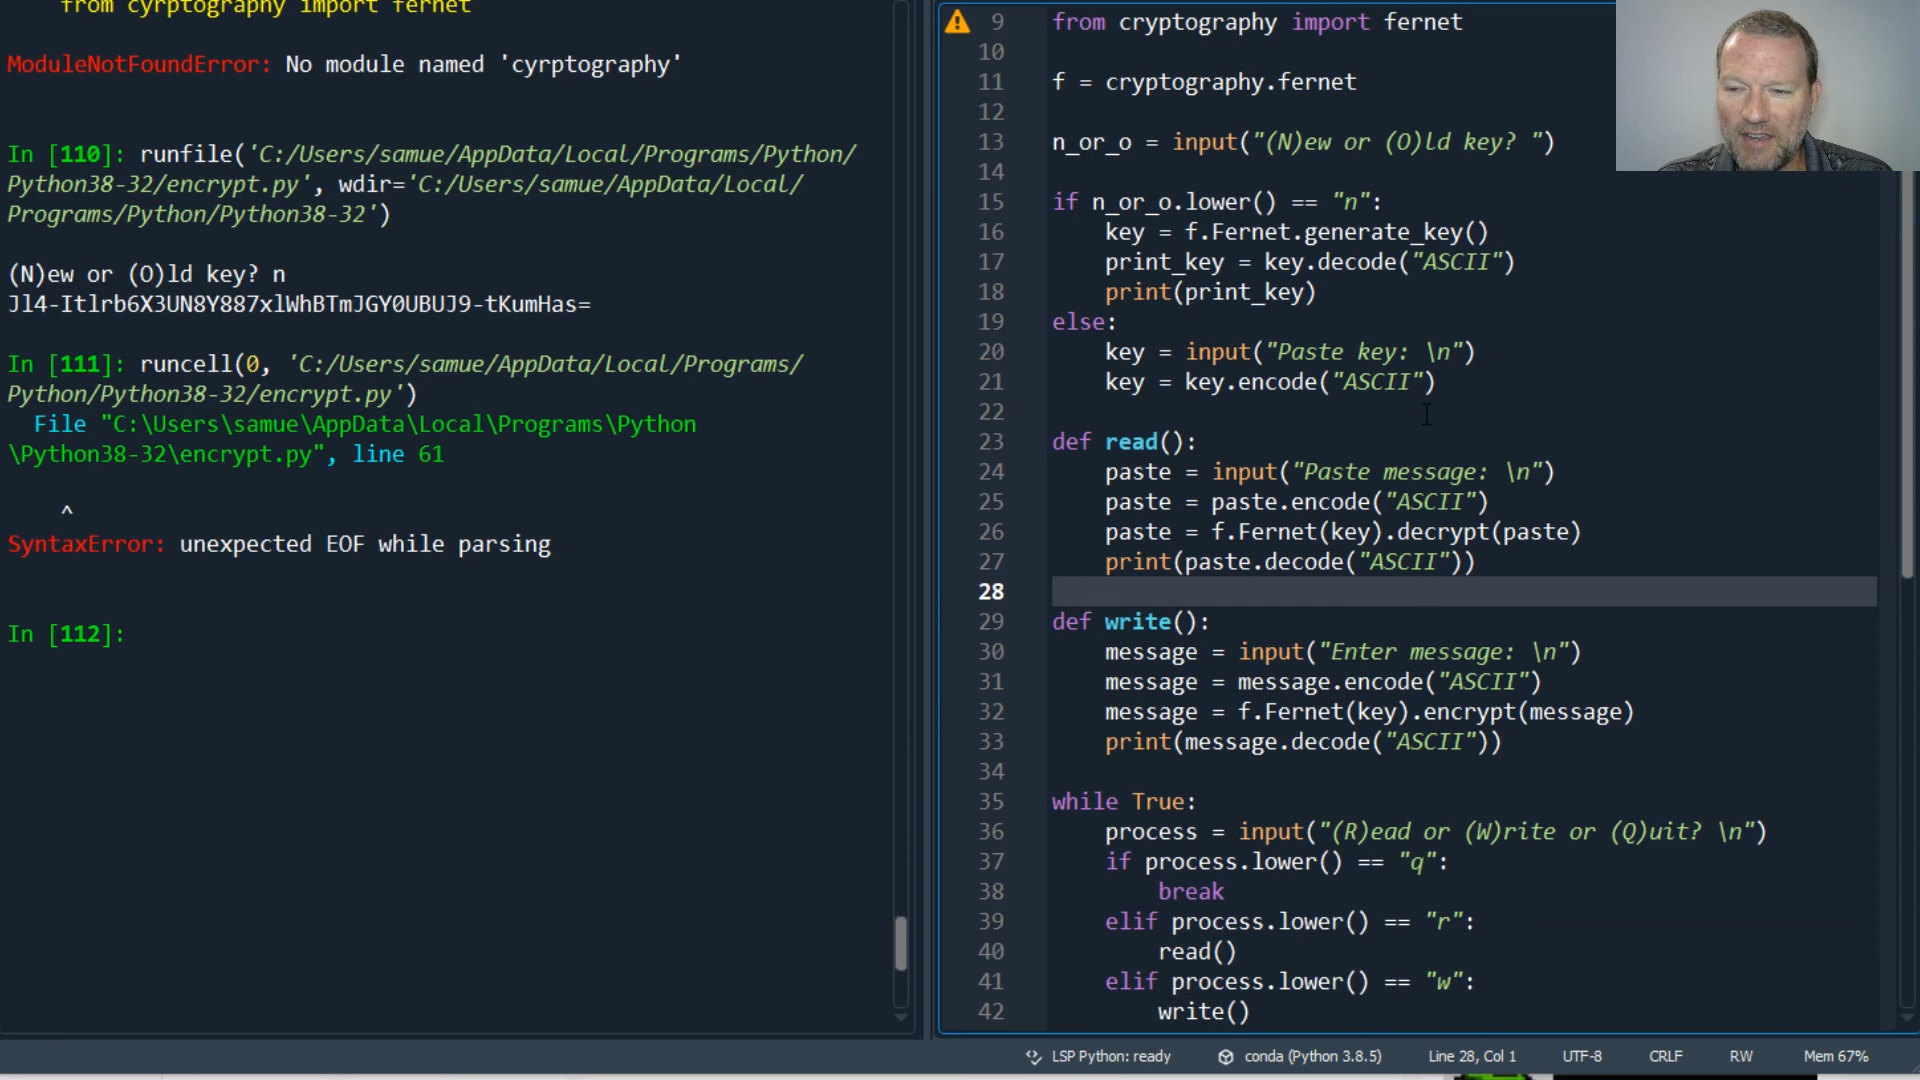 from cyrptography import fernet
ModuleNotFoundError: No module named 'cyrptography'
In [110]: runfile('C:/Users/samue/AppData/Local/Programs/Python/
Python38-32/encrypt.py', wdir='C:/Users/samue/AppData/Local/
Programs/Python/Python38-32')
(N)ew or (O)ld key? n
Jl4-Itlrb6X3UN8Y887xlWhBTmJGY0UBUJ9-tKumHas=
In [111]: runcell(0, 'C:/Users/samue/AppData/Local/Programs/
Python/Python38-32/encrypt.py')
File "C:\Users\samue\AppData\Local\Programs\Python
\Python38-32\encrypt.py", line 61
^
SyntaxError: unexpected EOF while parsing
In [112]:
9 from cryptography import fernet
10
11 f = cryptography.fernet
12
13 n_or_o = input("(N)ew or (O)ld key? ")
14
15 if n_or_o.lower() == "n":
16 key = f.Fernet.generate_key()
17 print_key = key.decode("ASCII")
18 print(print_key)
19 else:
20 key = input("Paste key: \n")
21 key = key.encode("ASCII")
22
23 def read():
24 paste = input("Paste message: \n")
25 paste = paste.encode("ASCII")
26 paste = f.Fernet(key).decrypt(paste)
27 print(paste.decode("ASCII"))
28
29 def write():
30 message = input("Enter message: \n")
31 message = message.encode("ASCII")
32 message = f.Fernet(key).encrypt(message)
33 print(message.decode("ASCII"))
34
35 while True:
36 process = input("(R)ead or (W)rite or (Q)uit? \n")
37 if process.lower() == "q":
38 break
39 elif process.lower() == "r":
40 read()
41 elif process.lower() == "w":
42 write()
LSP Python: ready conda (Python 3.8.5) Line 28, Col 1 UTF-8 CRLF RW Mem 67%